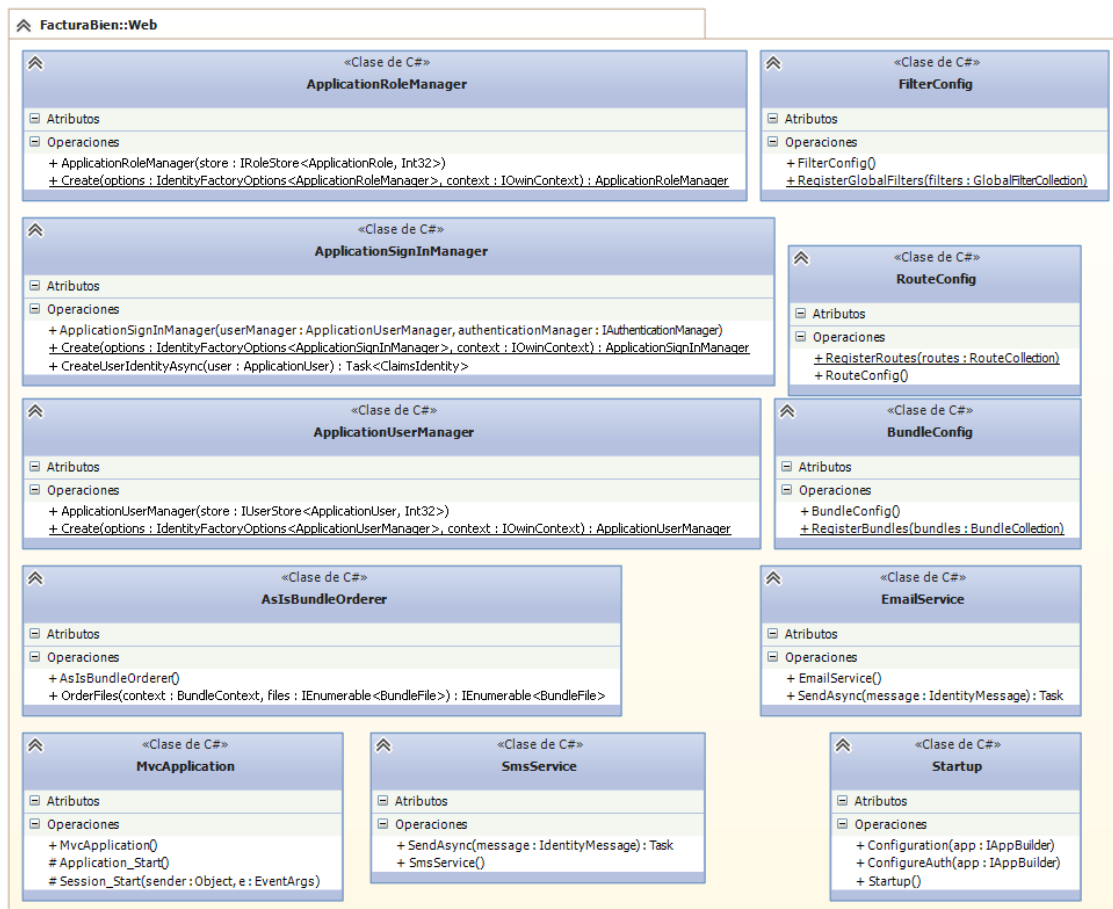 FacturaBien::Web
«Clase de C#»
ApplicationRoleManager
Atributos
Operaciones
+ ApplicationRoleManager(store : IRoleStore<ApplicationRole, Int32>)
+ Create(options : IdentityFactoryOptions<ApplicationRoleManager>, context : IOwinContext) : ApplicationRoleManager
«Clase de C#»
FilterConfig
Atributos
Operaciones
+ FilterConfig()
+ RegisterGlobalFilters(filters : GlobalFilterCollection)
«Clase de C#»
ApplicationSignInManager
Atributos
Operaciones
+ ApplicationSignInManager(userManager : ApplicationUserManager, authenticationManager : IAuthenticationManager)
+ Create(options : IdentityFactoryOptions<ApplicationSignInManager>, context : IOwinContext) : ApplicationSignInManager
+ CreateUserIdentityAsync(user : ApplicationUser) : Task<ClaimsIdentity>
«Clase de C#»
RouteConfig
Atributos
Operaciones
+ RegisterRoutes(routes : RouteCollection)
+ RouteConfig()
«Clase de C#»
ApplicationUserManager
Atributos
Operaciones
+ ApplicationUserManager(store : IUserStore<ApplicationUser, Int32>)
+ Create(options : IdentityFactoryOptions<ApplicationUserManager>, context : IOwinContext) : ApplicationUserManager
«Clase de C#»
BundleConfig
Atributos
Operaciones
+ BundleConfig()
+ RegisterBundles(bundles : BundleCollection)
«Clase de C#»
AsIsBundleOrderer
Atributos
Operaciones
+ AsIsBundleOrderer()
+ OrderFiles(context : BundleContext, files : IEnumerable<BundleFile>) : IEnumerable<BundleFile>
«Clase de C#»
EmailService
Atributos
Operaciones
+ EmailService()
+ SendAsync(message : IdentityMessage) : Task
«Clase de C#»
MvcApplication
Atributos
Operaciones
+ MvcApplication()
# Application_Start()
# Session_Start(sender : Object, e : EventArgs)
«Clase de C#»
SmsService
Atributos
Operaciones
+ SendAsync(message : IdentityMessage) : Task
+ SmsService()
«Clase de C#»
Startup
Atributos
Operaciones
+ Configuration(app : IAppBuilder)
+ ConfigureAuth(app : IAppBuilder)
+ Startup()